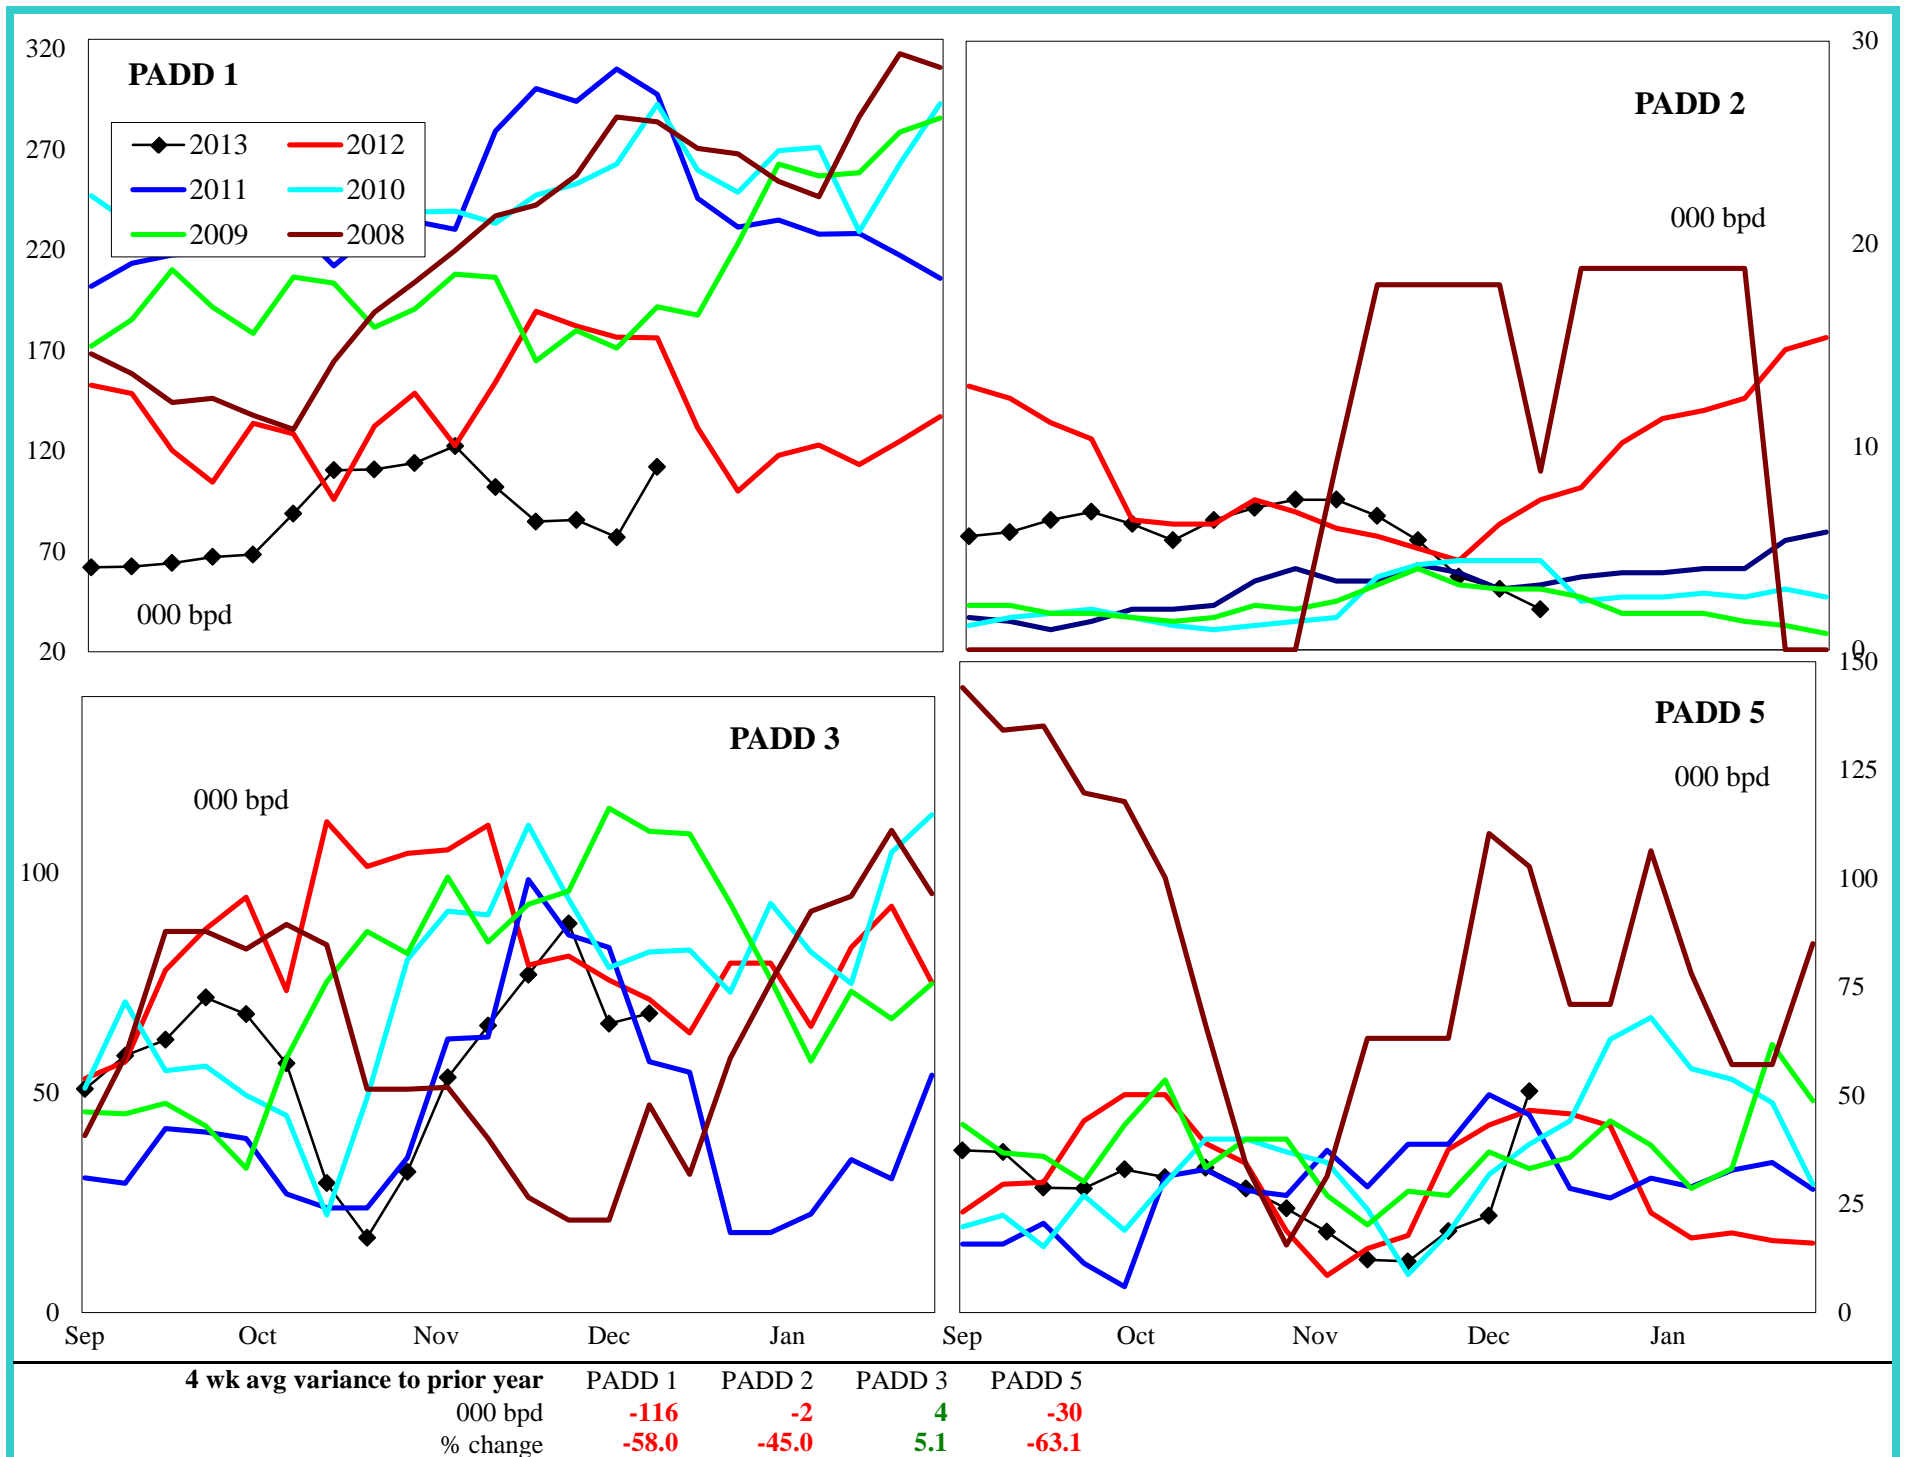 PADD 1
320
270
220
170
120
70
20
2013 2012
2011 2010
2009 2008
000 bpd
PADD 2
000 bpd
30
20
10
0
PADD 3
000 bpd
100
50
0
Sep Oct Nov Dec Jan
PADD 5
000 bpd
150
125
100
75
50
25
0
Sep Oct Nov Dec Jan
4 wk avg variance to prior year PADD 1 PADD 2 PADD 3 PADD 5
000 bpd -116 -2 4 -30
% change -58.0 -45.0 5.1 -63.1